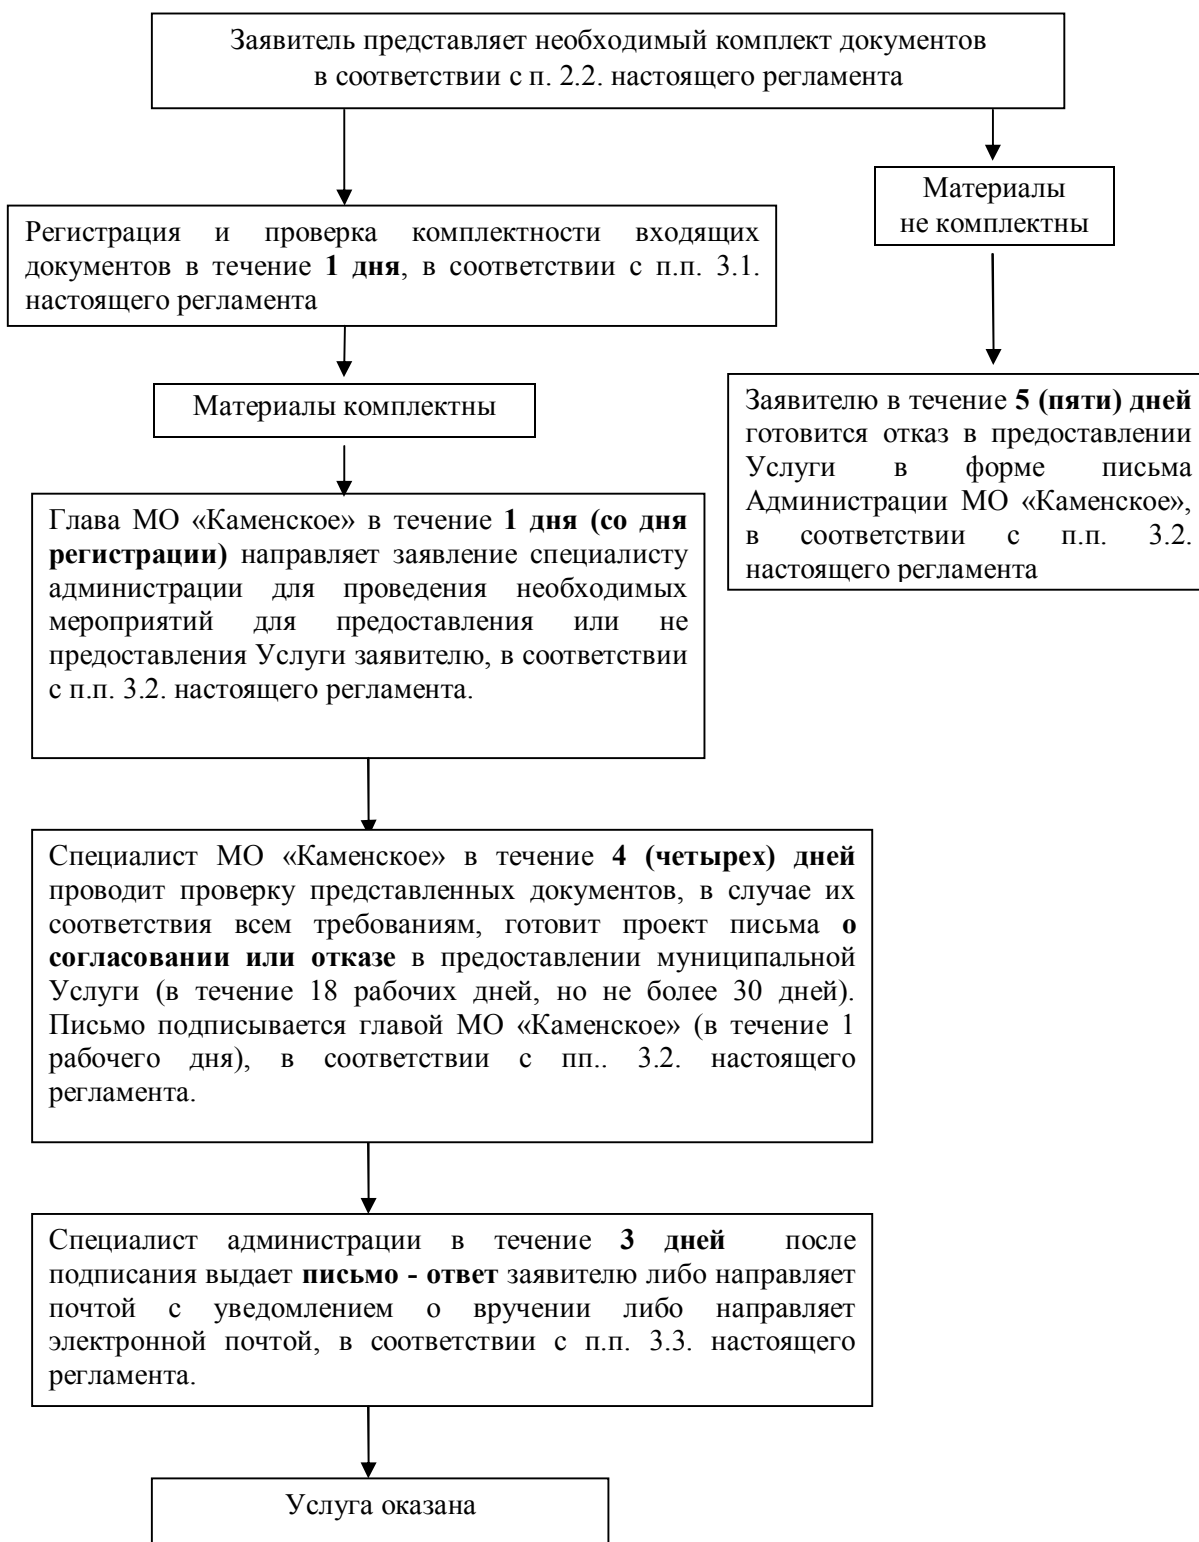 Заявитель представляет необходимый комплект документов
в соответствии с п. 2.2. настоящего регламента
Материалы
не комплектны
Регистрация и проверка комплектности входящих
документов в течение 1 дня, в соответствии с п.п. 3.1.
настоящего регламента
Материалы комплектны
Заявителю в течение 5 (пяти) дней
готовится отказ в предоставлении
Услуги в форме письма
Администрации МО «Каменское»,
в соответствии с п.п. 3.2.
настоящего регламента
Глава МО «Каменское» в течение 1 дня (со дня
регистрации) направляет заявление специалисту
администрации для проведения необходимых
мероприятий для предоставления или не
предоставления Услуги заявителю, в соответствии
с п.п. 3.2. настоящего регламента.
Специалист МО «Каменское» в течение 4 (четырех) дней
проводит проверку представленных документов, в случае их
соответствия всем требованиям, готовит проект письма о
согласовании или отказе в предоставлении муниципальной
Услуги (в течение 18 рабочих дней, но не более 30 дней).
Письмо подписывается главой МО «Каменское» (в течение 1
рабочего дня), в соответствии с пп.. 3.2. настоящего
регламента.
Специалист администрации в течение 3 дней после
подписания выдает письмо - ответ заявителю либо направляет
почтой с уведомлением о вручении либо направляет
электронной почтой, в соответствии с п.п. 3.3. настоящего
регламента.
Услуга оказана